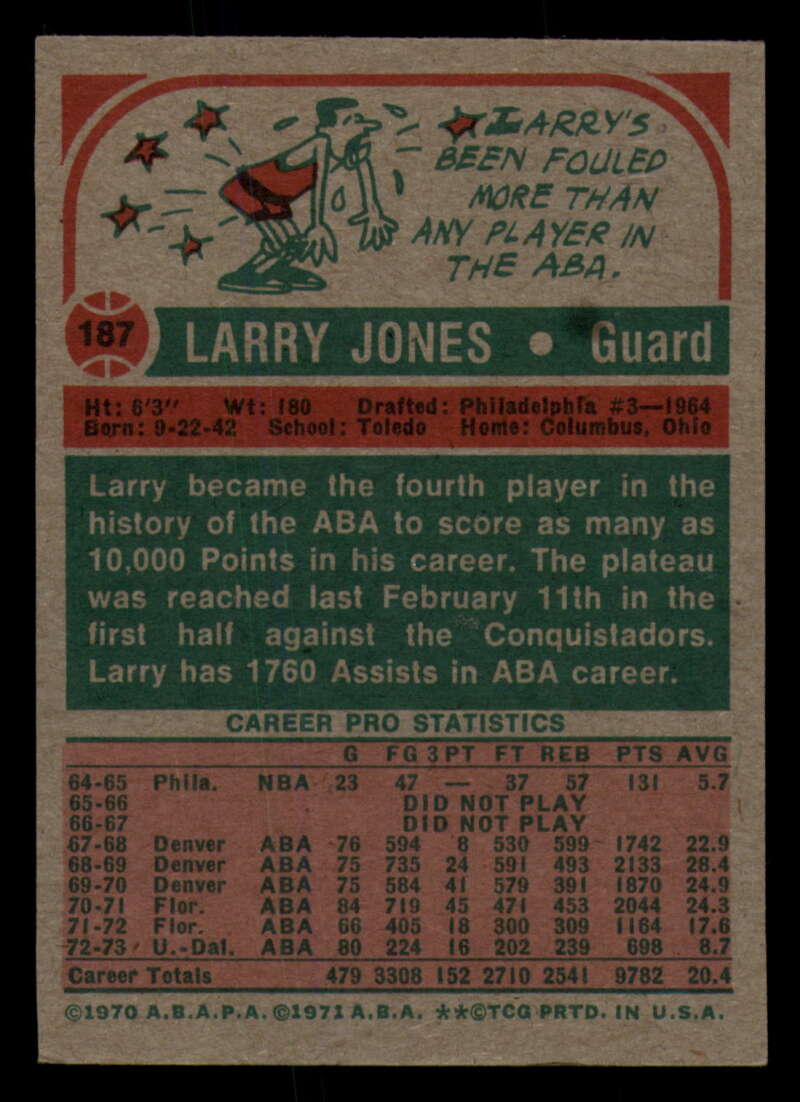 LARRY'S
BEEN FOULED
MORE THAN
ANY PLAYER IN
THE ABA.
187 LARRY JONES • Guard
Ht: 6'3" Wt: 180 Drafted: Philadelphia #3—1964
Born: 9-22-42 School: Toledo Home: Columbus, Ohio
Larry became the fourth player in the
history of the ABA to score as many as
10,000 Points in his career. The plateau
was reached last February 11th in the
first half against the Conquistadors.
Larry has 1760 Assists in ABA career.
CAREER PRO STATISTICS
G FG 3PT FT REB PTS AVG
64-65 Phila. NBA 23 47 — 37 57 131 5.7
65-66 DID NOT PLAY
66-67 DID NOT PLAY
67-68 Denver ABA 76 594 8 530 599 1742 22.9
68-69 Denver ABA 75 735 24 591 493 2133 28.4
69-70 Denver ABA 75 584 41 579 391 1870 24.9
70-71 Flor. ABA 84 719 45 471 453 2044 24.3
71-72 Flor. ABA 66 405 18 300 309 1164 17.6
72-73 U.-Dal. ABA 80 224 16 202 239 698 8.7
Career Totals 479 3308 152 2710 2541 9782 20.4
©1970 A.B.A.P.A. ©1971 A.B.A. **©TCG PRTD. IN U.S.A.